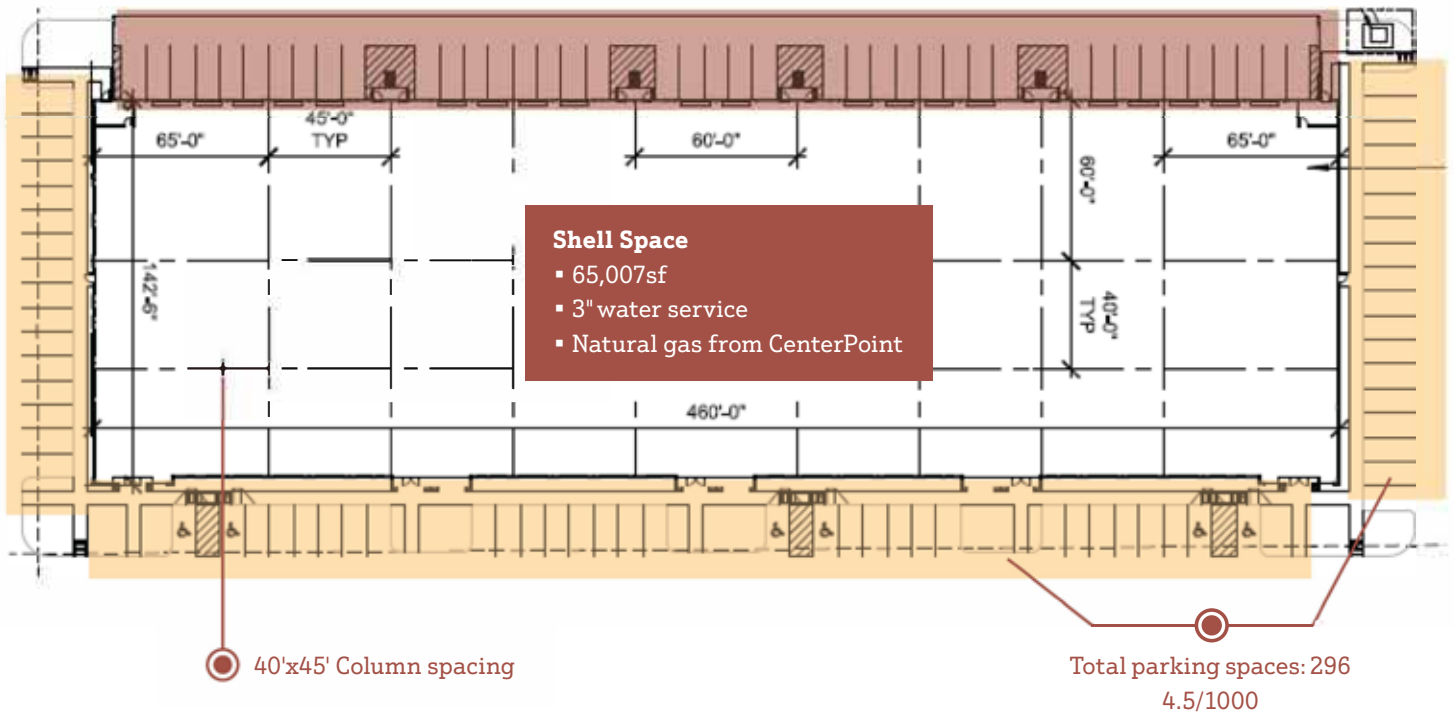 45'-0"
TYP
65'-0"
60'-0"
65'-0"
60'-0"
Shell Space
▪ 65,007sf
▪ 3" water service
▪ Natural gas from CenterPoint
142'-6"
40'-0"
TYP
460'-0"
40'x45' Column spacing
Total parking spaces: 296
4.5/1000